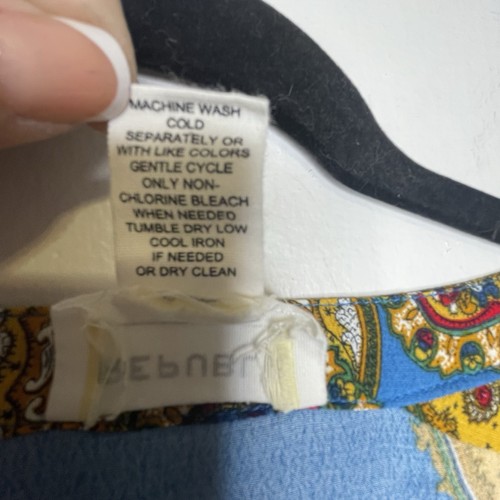 MACHINE WASH
COLD
SEPARATELY OR
WITH LIKE COLORS
GENTLE CYCLE
ONLY NON-
CHLORINE BLEACH
WHEN NEEDED
TUMBLE DRY LOW
COOL IRON
IF NEEDED
OR DRY CLEAN
REPUBL